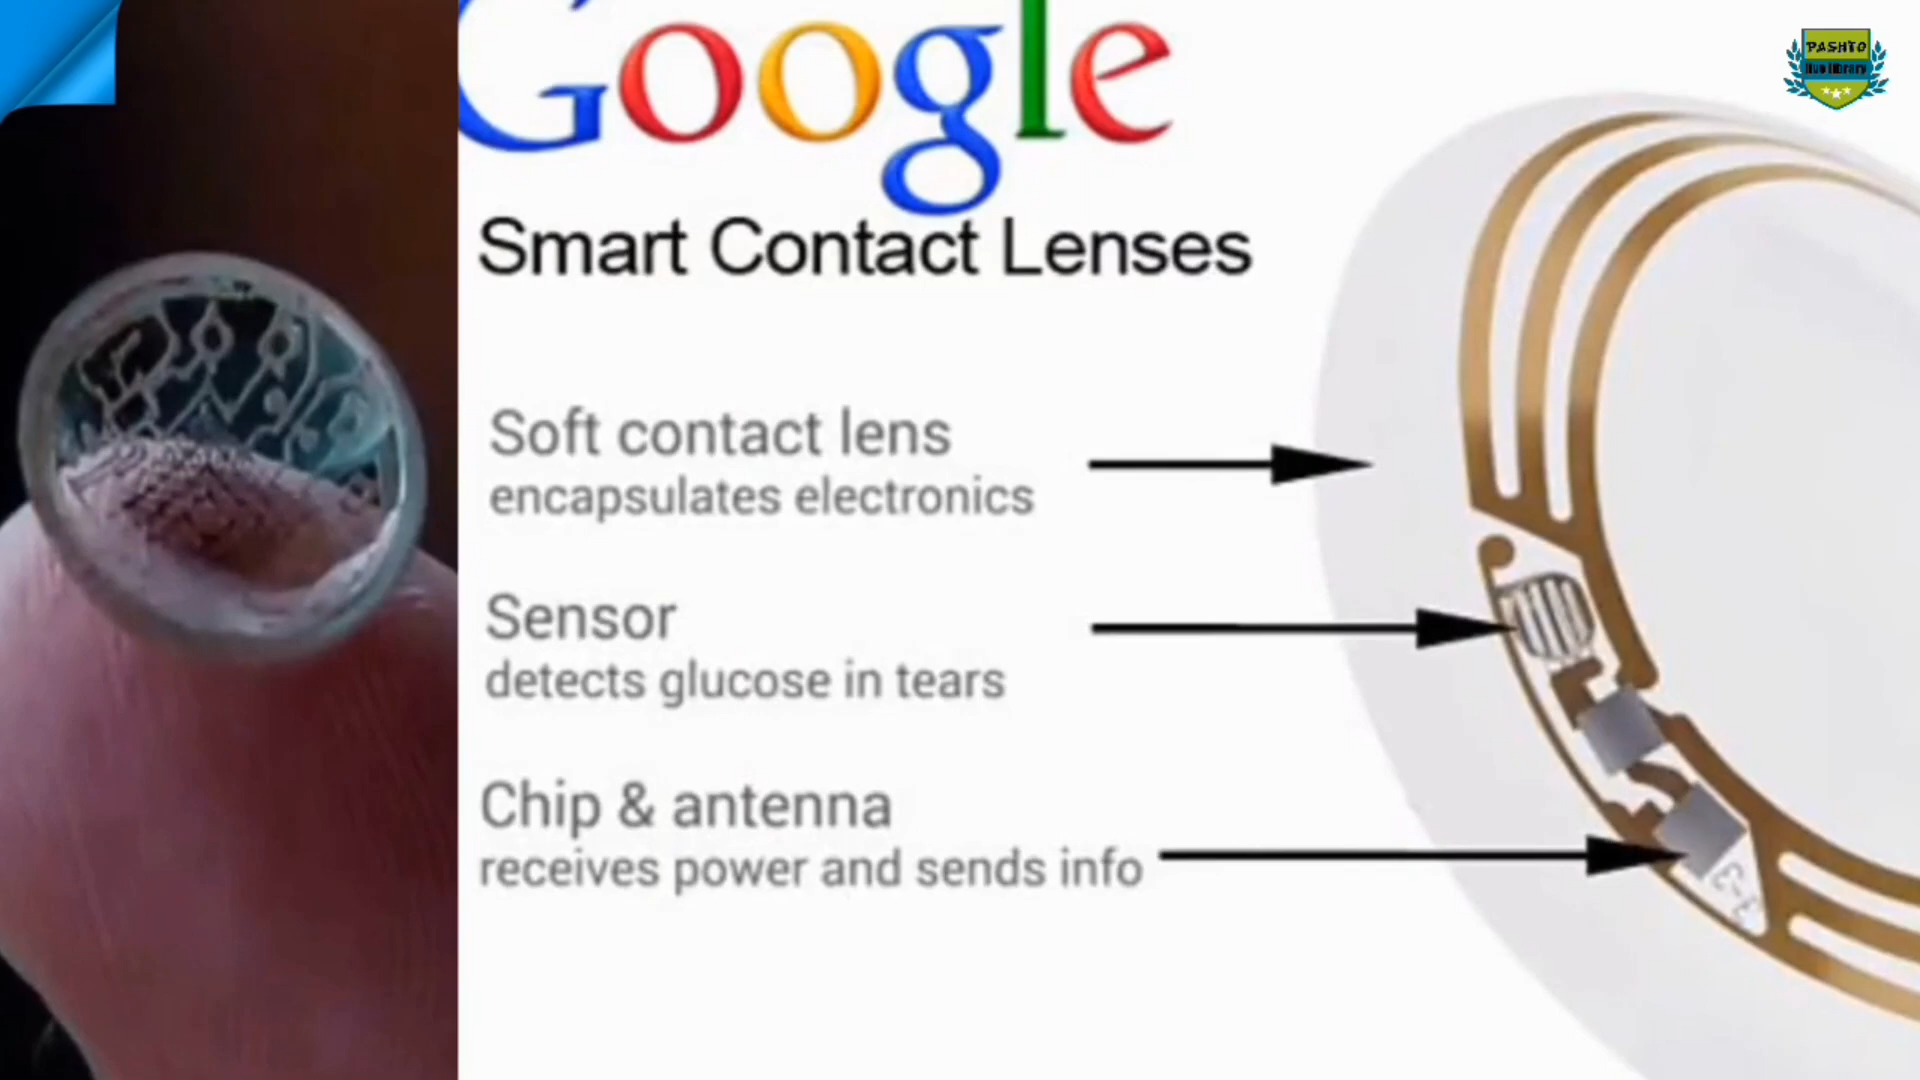 Google
Smart Contact Lenses
Soft contact lens
encapsulates electronics
Sensor
detects glucose in tears
Chip & antenna
receives power and sends info
PASHTO